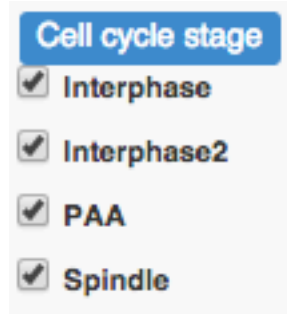 Cell cycle stage
Interphase
Interphase2
PAA
Spindle